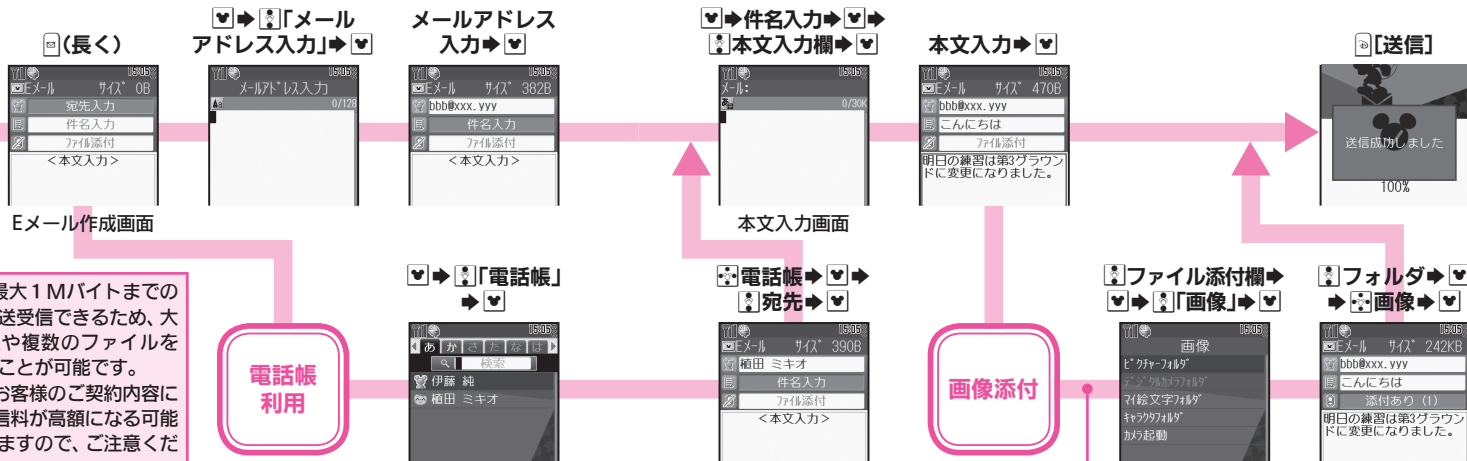 (長く)
➡「メール
アドレス入力」➡
メールアドレス
入力➡
➡件名入力➡➡
本文入力欄➡
本文入力➡
[送信]
15:05
Eメール サイズ 0B
宛先入力
件名入力
ファイル添付
<本文入力>
Eメール作成画面
15:05
メールアドレス入力
0/128
15:05
Eメール サイズ 382B
bbb@xxx.yyy
件名入力
ファイル添付
<本文入力>
15:05
メール:
0/30K
本文入力画面
15:05
Eメール サイズ 470B
bbb@xxx.yyy
こんにちは
ファイル添付
明日の練習は第3グラウン
ドに変更になりました。
送信成功しました
100%
最大1Mバイトまでの
送受信できるため、大
や複数のファイルを
ことが可能です。
お客様のご契約内容に
信料が高額になる可能
ますので、ご注意くだ
電話帳
利用
➡「電話帳」
➡
15:05
あ か さ た な は
検索
伊藤 純
植田 ミキオ
電話帳➡➡
宛先➡
15:05
Eメール サイズ 390B
植田 ミキオ
件名入力
ファイル添付
<本文入力>
画像添付
ファイル添付欄➡
➡「画像」➡
15:05
画像
ピクチャーフォルダ
デジタルカメラフォルダ
マイ絵文字フォルダ
キャラクタフォルダ
カメラ起動
フォルダ➡
➡画像➡
15:05
Eメール サイズ 242KB
bbb@xxx.yyy
こんにちは
添付あり (1)
明日の練習は第3グラウン
ドに変更になりました。